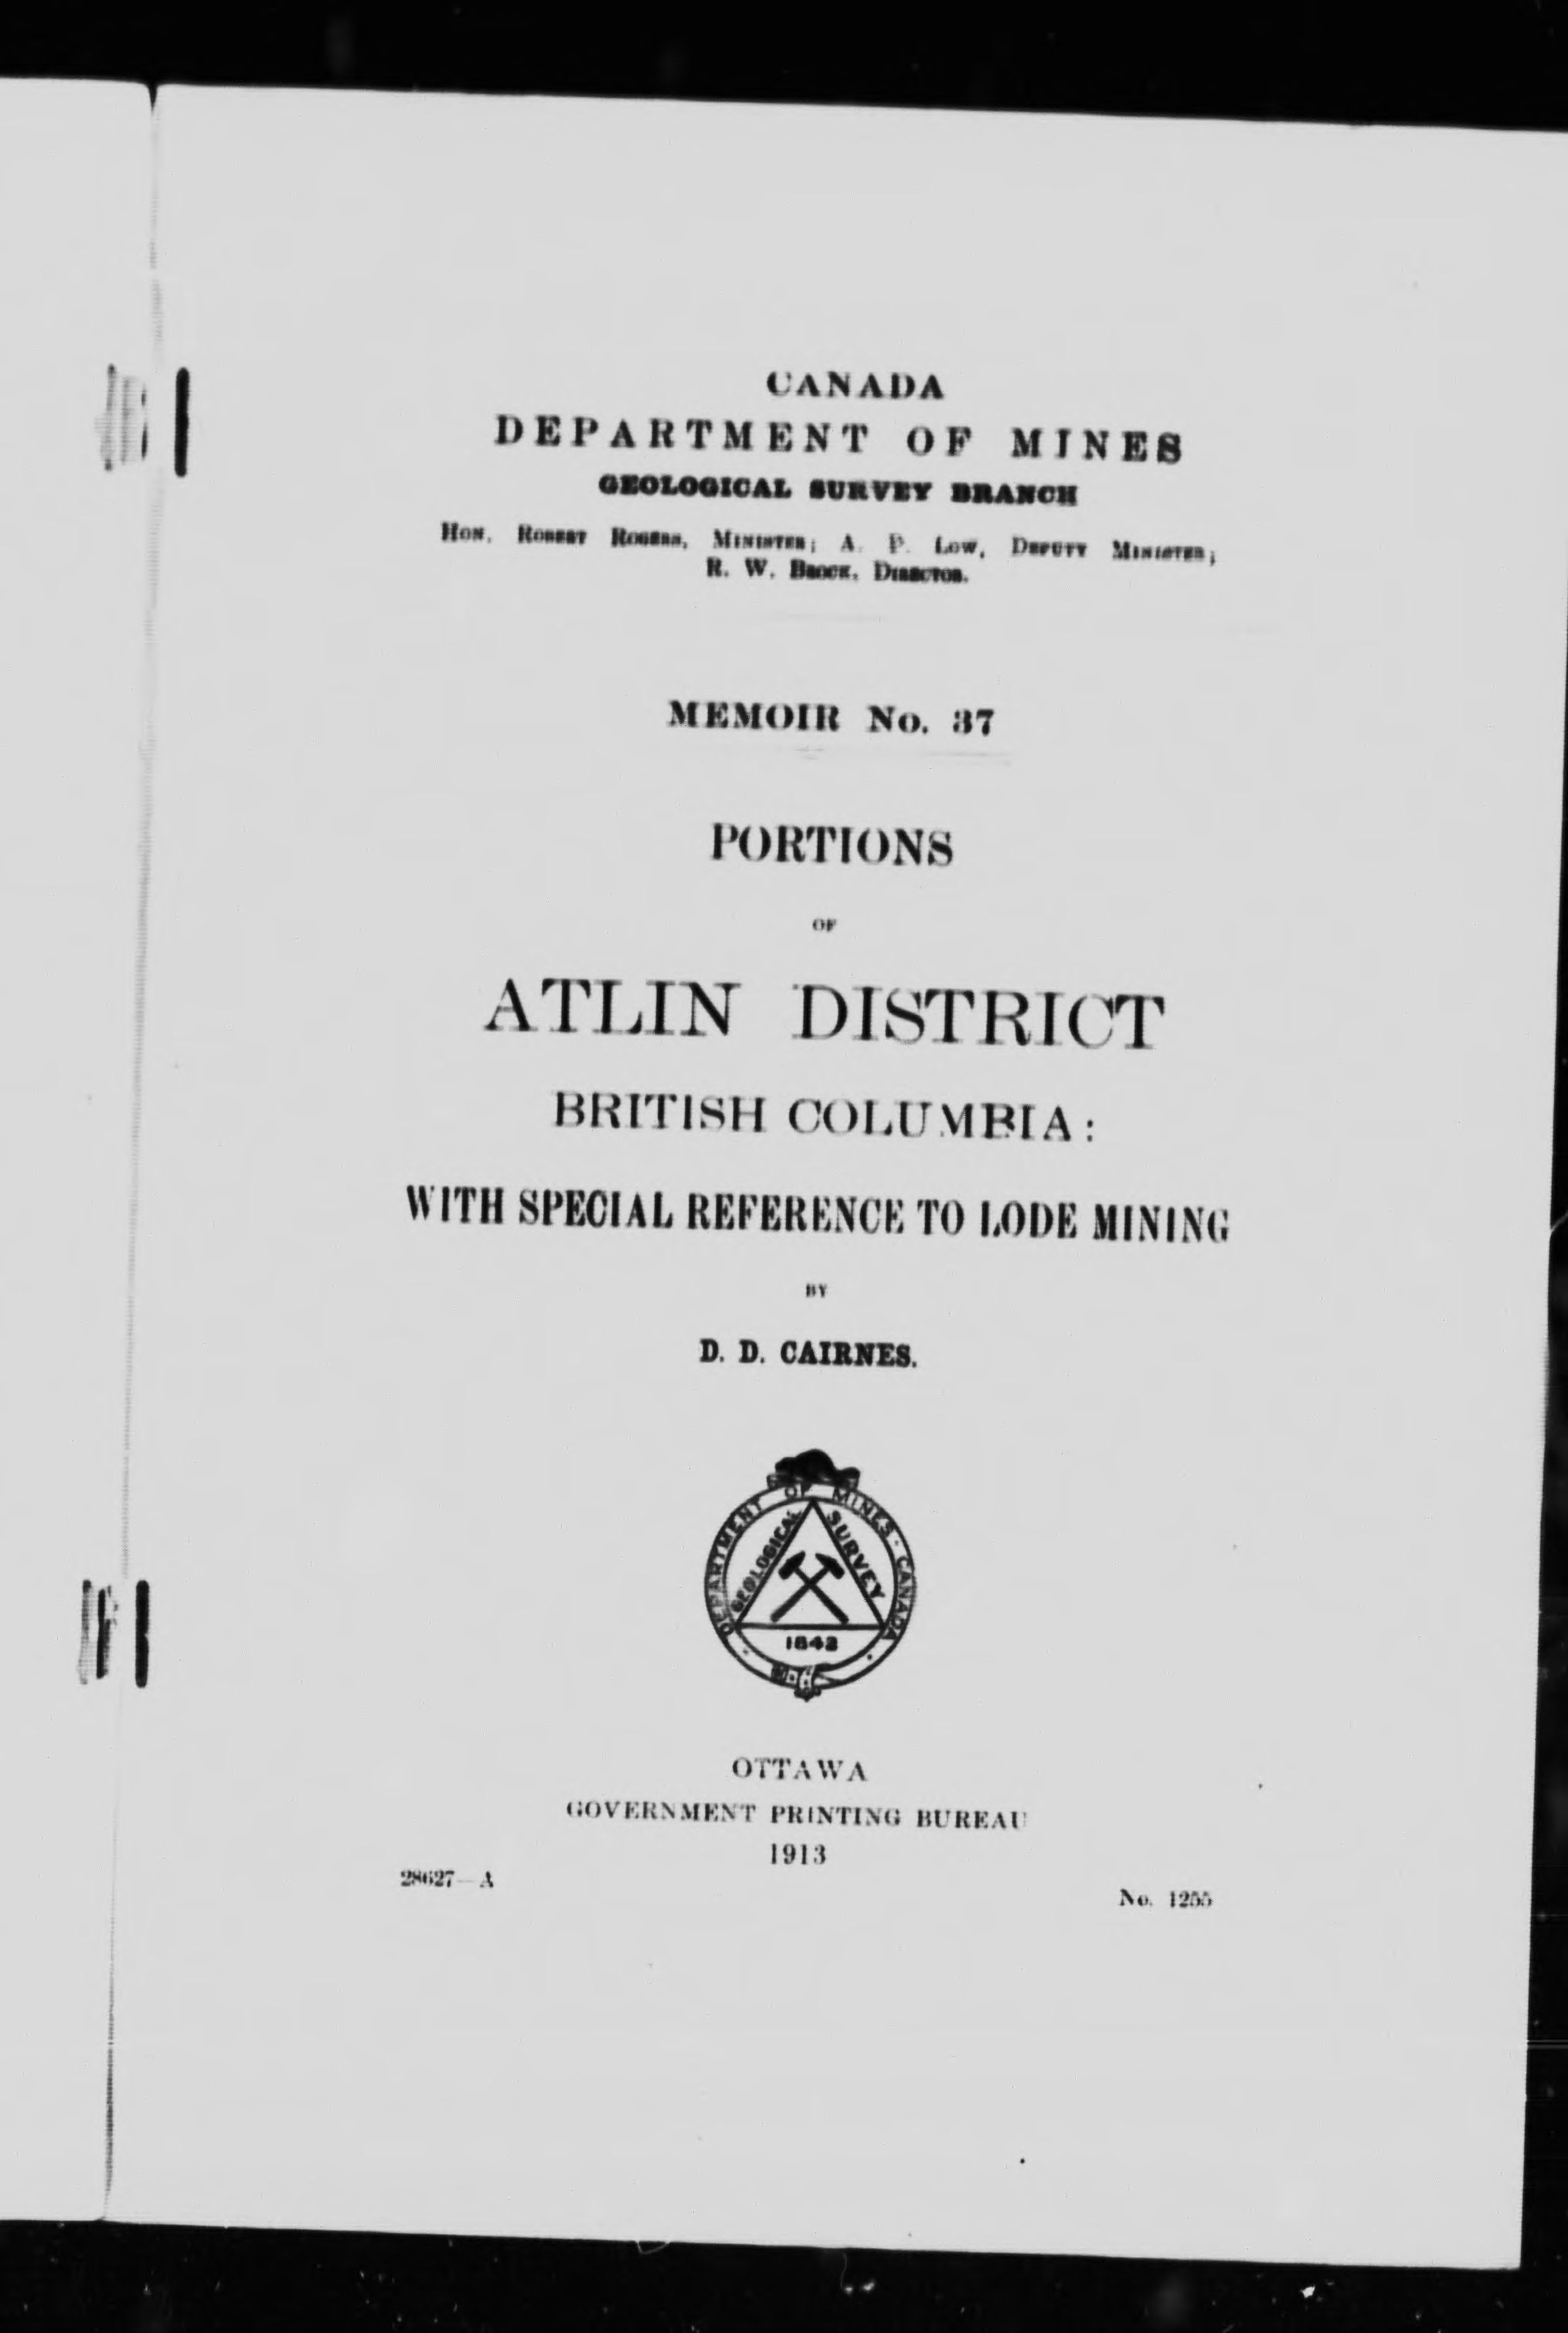 CANADA
DEPARTMENT OF MINES
GEOLOGICAL SURVEY BRANCH
HON. ROBERT ROGERS, MINISTER; A. P. LOW, DEPUTY MINISTER;
R. W. BROCK, DIRECTOR.
MEMOIR No. 37
PORTIONS
OF
ATLIN DISTRICT
BRITISH COLUMBIA:
WITH SPECIAL REFERENCE TO LODE MINING
BY
D. D. CAIRNES.
DEPARTMENT OF MINES · CANADA
GEOLOGICAL SURVEY
1842
OTTAWA
GOVERNMENT PRINTING BUREAU
1913
28627—A
No. 1255